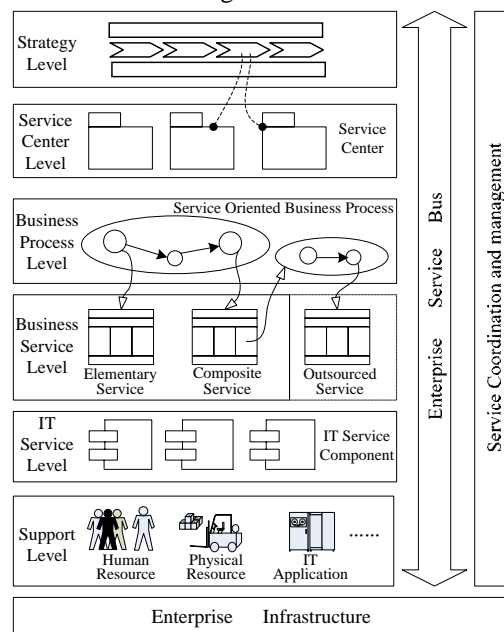 Strategy
Level
Service
Center
Level
Service
Center
Business
Process
Level
Service Oriented Business Process
Business
Service
Level
Elementary
Service
Composite
Service
Outsourced
Service
IT
Service
Level
IT Service
Component
Support
Level
Human
Resource
Physical
Resource
IT
Application
......
Enterprise Service Bus
Service Coordination and management
Enterprise Infrastructure